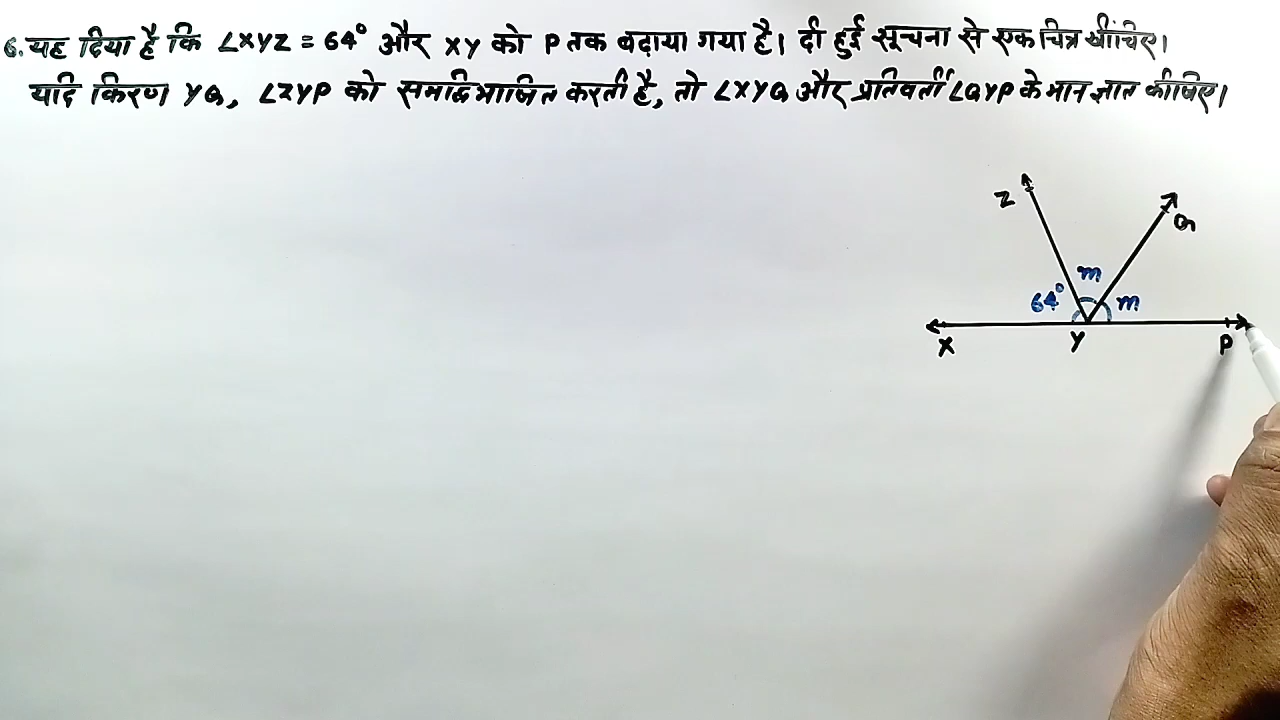 6. यह दिया है कि ∠XYZ = 64° और XY को P तक बढ़ाया गया है। दी हुई सूचना से एक चित्र खींचिए।
यदि किरण YQ, ∠ZYP को समद्विभाजित करती है, तो ∠XYQ और प्रतिवर्ती ∠QYP के मान ज्ञात कीजिए।
Z
Q
m
64° m
X Y P